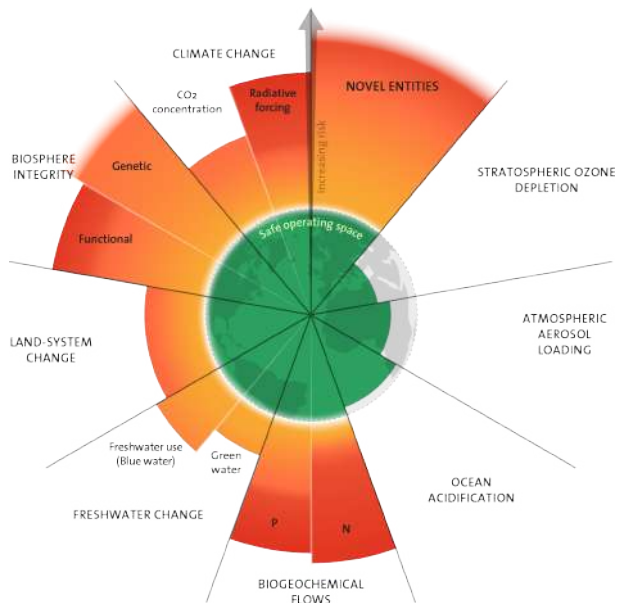 CLIMATE CHANGE
CO2
concentration
Radiative
forcing
NOVEL ENTITIES
increasing risk
BIOSPHERE
INTEGRITY
Genetic
Functional
STRATOSPHERIC OZONE
DEPLETION
Safe operating space
LAND-SYSTEM
CHANGE
ATMOSPHERIC
AEROSOL
LOADING
Freshwater use
(Blue water)
Green
water
FRESHWATER CHANGE
OCEAN
ACIDIFICATION
P
N
BIOGEOCHEMICAL
FLOWS